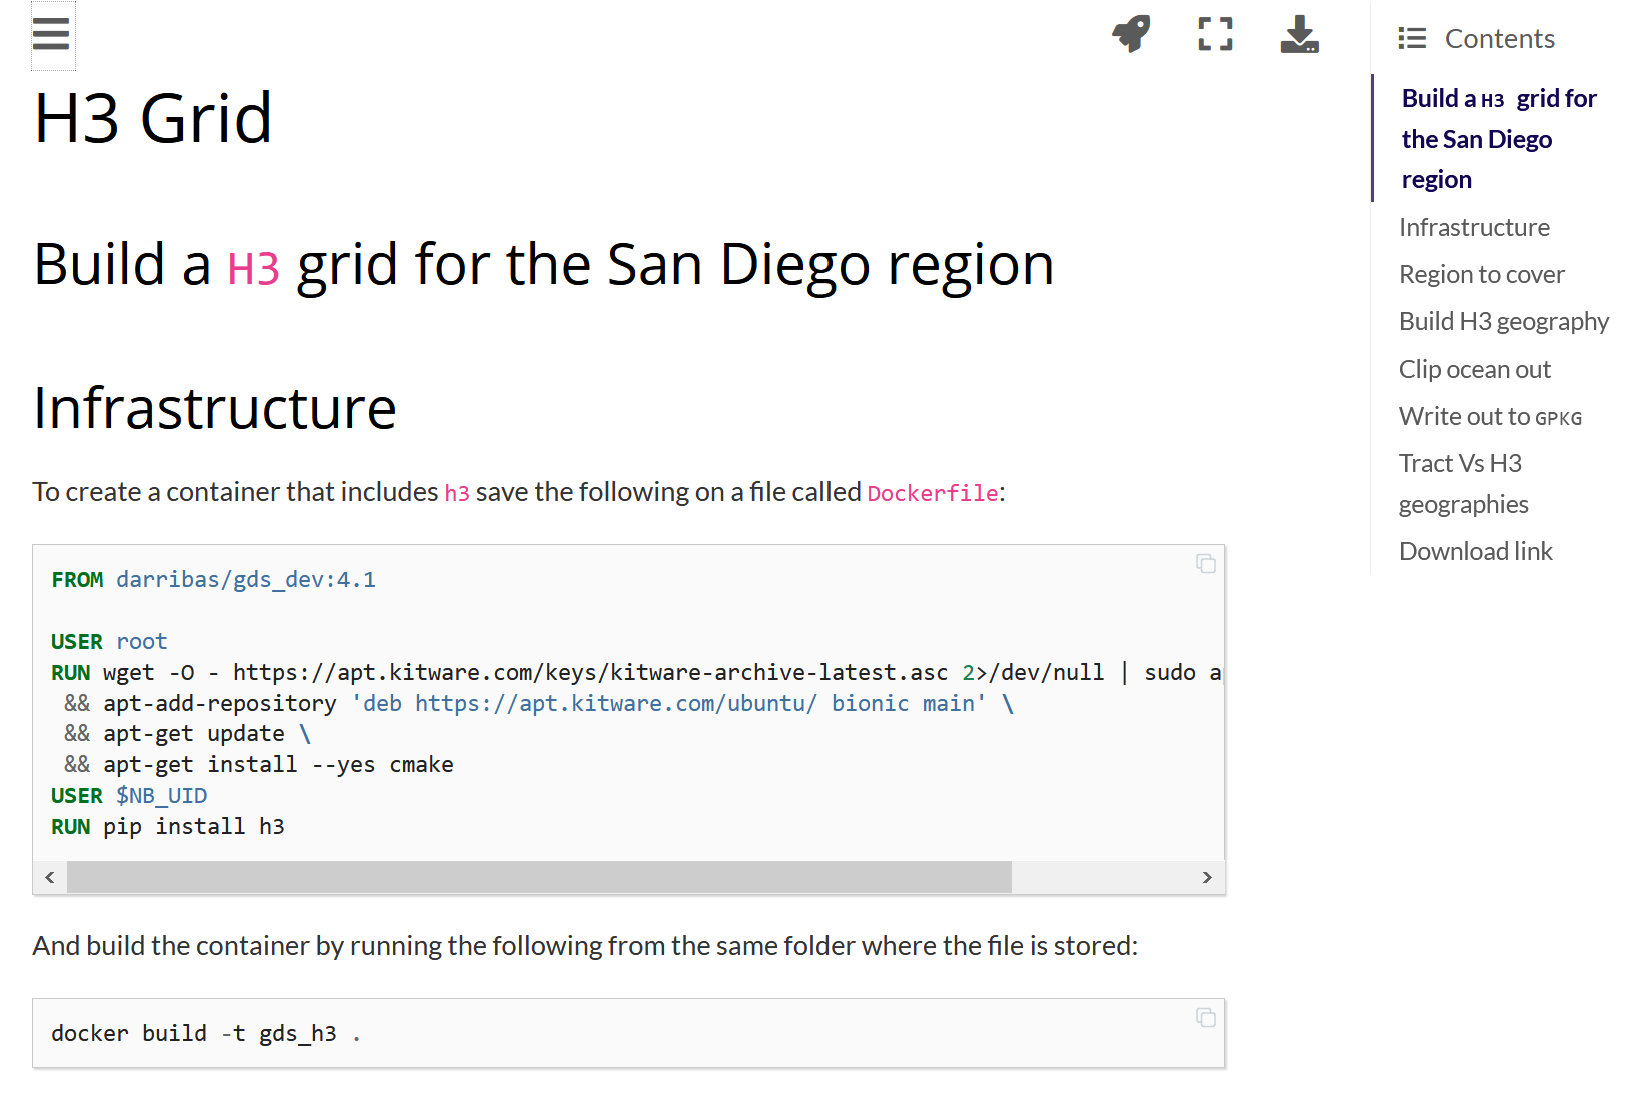 H3 Grid
Build a H3 grid for the San Diego region
Infrastructure
To create a container that includes h3 save the following on a file called Dockerfile:
FROM darribas/gds_dev:4.1
USER root
RUN wget -O - https://apt.kitware.com/keys/kitware-archive-latest.asc 2>/dev/null | sudo a
&& apt-add-repository 'deb https://apt.kitware.com/ubuntu/ bionic main' \
&& apt-get update \
&& apt-get install --yes cmake
USER $NB_UID
RUN pip install h3
And build the container by running the following from the same folder where the file is stored:
docker build -t gds_h3 .
Contents
Build a H3 grid for
the San Diego
region
Infrastructure
Region to cover
Build H3 geography
Clip ocean out
Write out to GPKG
Tract Vs H3
geographies
Download link